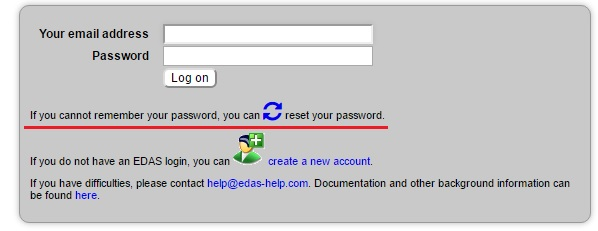 Your email address
Password
Log on
If you cannot remember your password, you can reset your password.
If you do not have an EDAS login, you can create a new account.
If you have difficulties, please contact help@edas-help.com. Documentation and other background information can
be found here.